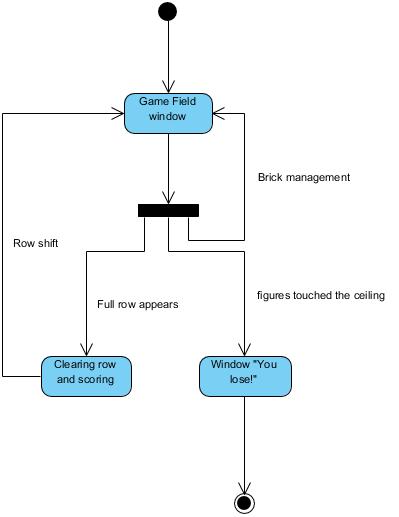 Game Field
window
Brick management
Row shift
Full row appears
figures touched the ceiling
Clearing row
and scoring
Window "You
lose!"